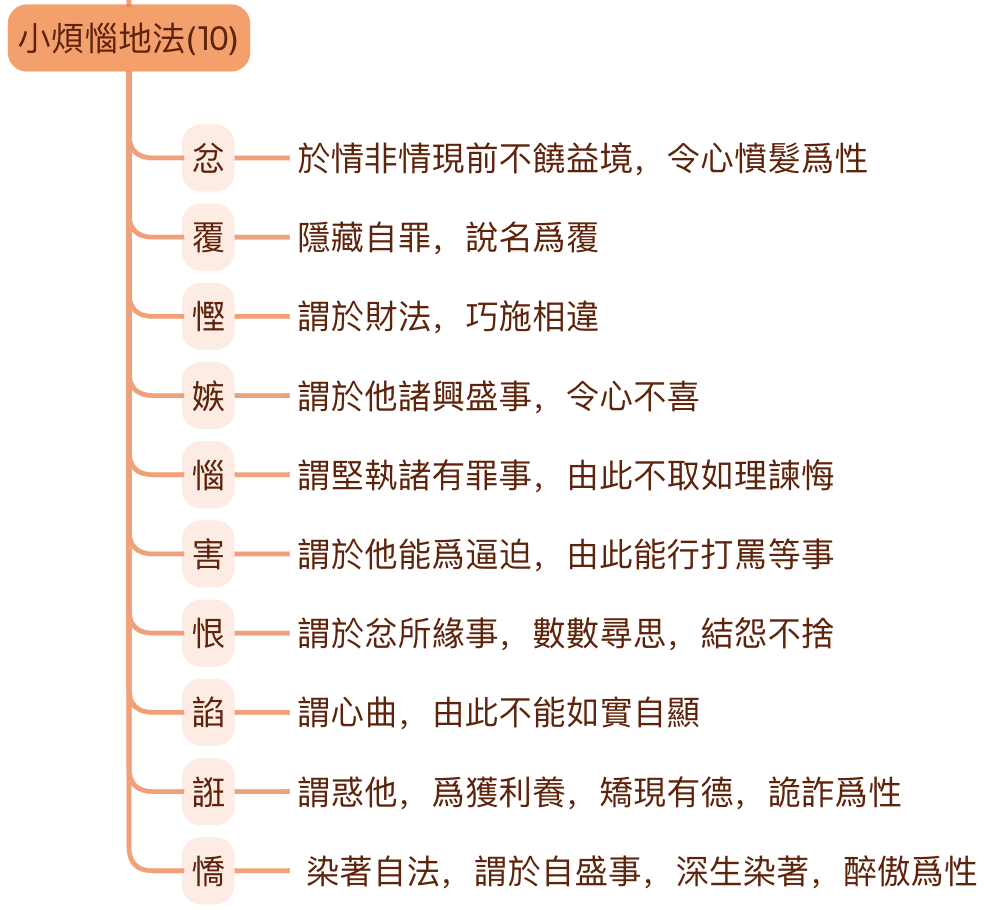 小煩惱地法(10)
忿 於情非情現前不饒益境，令心憤髮爲性
覆 隱藏自罪，說名爲覆
慳 謂於財法，巧施相違
嫉 謂於他諸興盛事，令心不喜
惱 謂堅執諸有罪事，由此不取如理諫悔
害 謂於他能爲逼迫，由此能行打罵等事
恨 謂於忿所緣事，數數尋思，結怨不捨
諂 謂心曲，由此不能如實自顯
誑 謂惑他，爲獲利養，矯現有德，詭詐爲性
憍 染著自法，謂於自盛事，深生染著，醉傲爲性